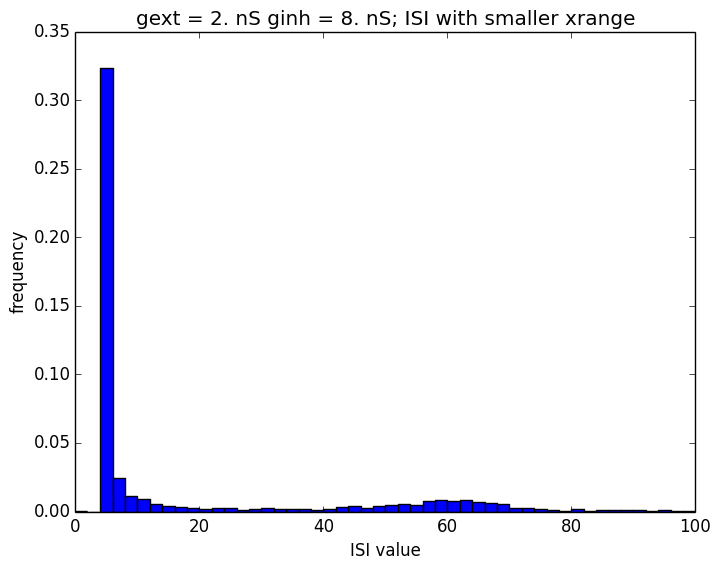 gext = 2. nS ginh = 8. nS; ISI with smaller xrange
0.35
0.30
0.25
0.20
0.15
0.10
0.05
0.00
frequency
0 20 40 60 80 100
ISI value